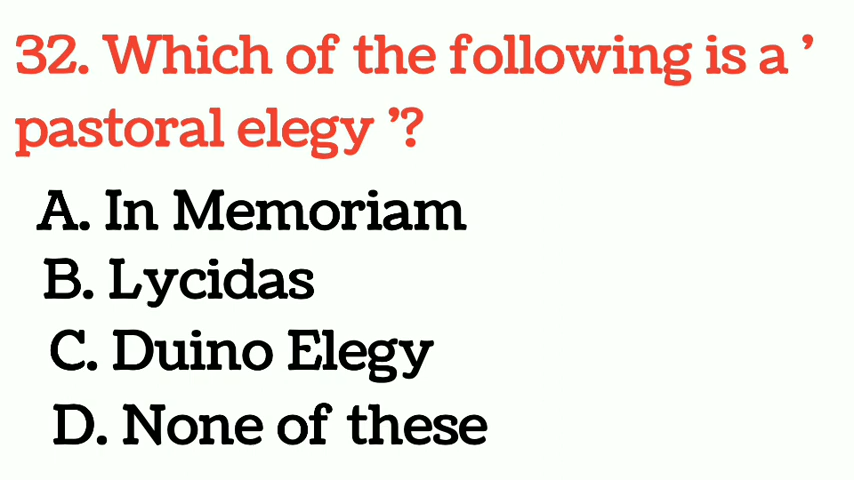 32. Which of the following is a ’
pastoral elegy ’?
A. In Memoriam
B. Lycidas
C. Duino Elegy
D. None of these